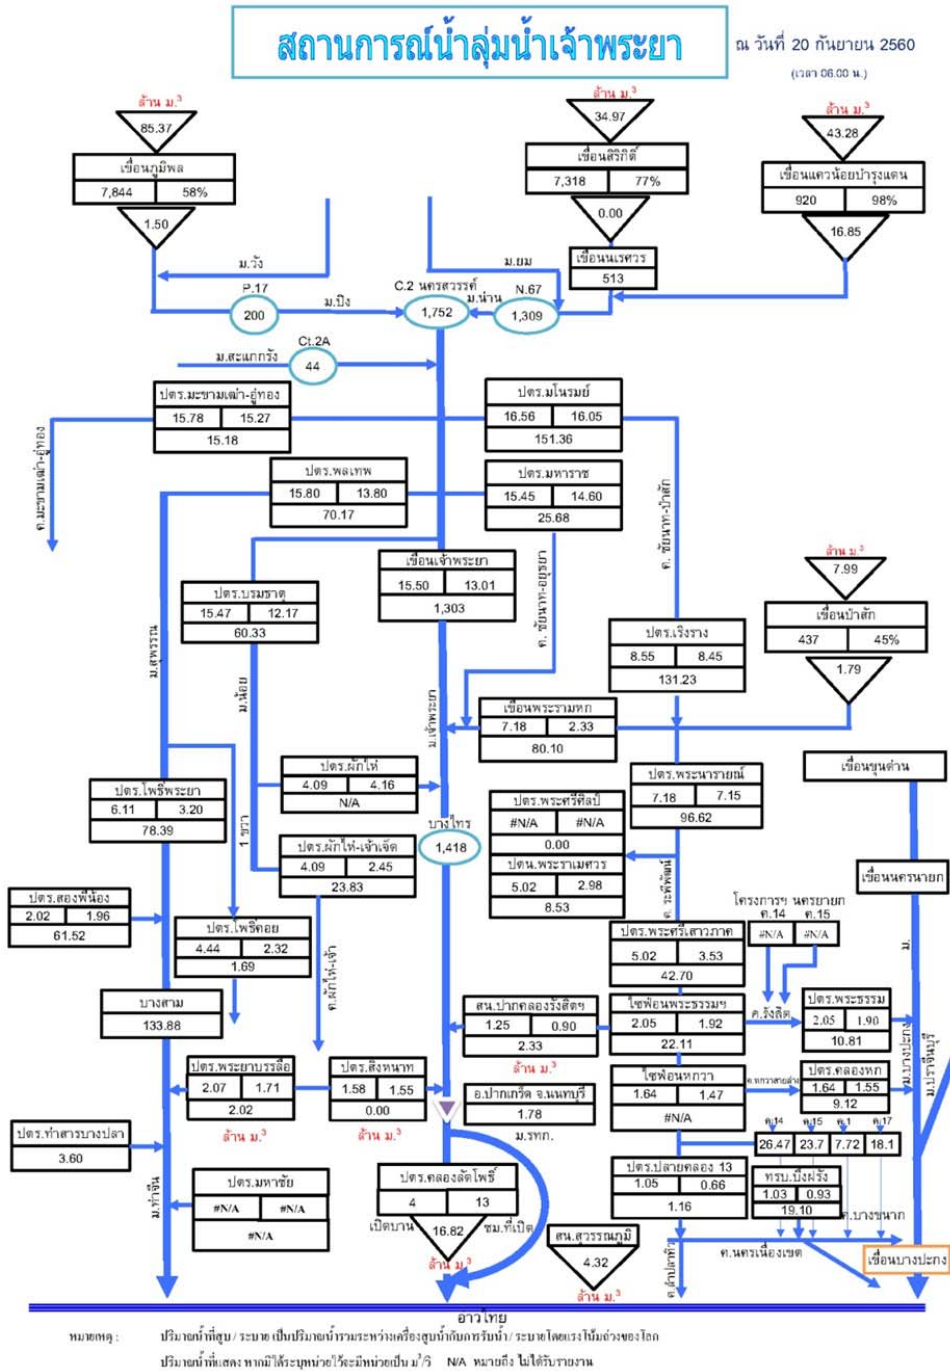 สถานการณ์น้ำลุ่มน้ำเจ้าพระยา
ณ วันที่ 20 กันยายน 2560
(เวลา 06.00 น.)
ล้าน ม.³
85.37
เขื่อนภูมิพล
7,844 58%
1.50
ล้าน ม.³
34.97
เขื่อนสิริกิติ์
7,318 77%
0.00
ล้าน ม.³
43.28
เขื่อนแควน้อยบำรุงแดน
920 98%
16.85
เขื่อนนเรศวร
513
ม.วัง
ม.ยม
P.17
200
ม.ปิง
C.2 นครสวรรค์
1,752
ม.น่าน
N.67
1,309
ม.สะแกกรัง
Ct.2A
44
ปตร.มะขามเฒ่า-อู่ทอง
15.78 15.27
15.18
ปตร.มโนรมย์
16.56 16.05
151.36
ค.มะขามเฒ่า-อู่ทอง
ปตร.พลเทพ
15.80 13.80
70.17
ปตร.มหาราช
15.45 14.60
25.68
ค. ชัยนาท-ป่าสัก
ค. ชัยนาท-อยุธยา
เขื่อนเจ้าพระยา
15.50 13.01
1,303
ปตร.บรมธาตุ
15.47 12.17
60.33
ล้าน ม.³
7.99
เขื่อนป่าสัก
437 45%
1.79
ปตร.เริงราง
8.55 8.45
131.23
ม.สุพรรณ
ม.น้อย
ม.เจ้าพระยา
เขื่อนพระรามหก
7.18 2.33
80.10
ปตร.ผักไห่
4.09 4.16
N/A
ปตร.โพธิ์พระยา
6.11 3.20
78.39
1 ขวา
ปตร.พระนารายณ์
7.18 7.15
96.62
เขื่อนขุนด่าน
ปตร.พระศรีศิลป์
#N/A #N/A
0.00
ปตน.พระราเมศวร
5.02 2.98
8.53
บางไทร
1,418
ปตร.ผักไห่-เจ้าเจ็ด
4.09 2.45
23.83
ค. ระพีพัฒน์
เขื่อนนครนายก
ปตร.สองพี่น้อง
2.02 1.96
61.52
ปตร.โพธิ์คอย
4.44 2.32
1.69
ค.ผักไห่-เจ้า
โครงการฯ นครนายก
ค.14 ค.15
#N/A #N/A
ปตร.พระศรีเสาวภาค
5.02 3.53
42.70
ม.
บางสาม
133.88
สน.ปากคลองรังสิตฯ
1.25 0.90
2.33
ล้าน ม.³
ไซฟ่อนพระธรรมฯ
2.05 1.92
22.11
ค.รังสิต
ปตร.พระธรรม
2.05 1.90
10.81
ม.บางปะกง
ม.ปราจีนบุรี
ปตร.พระยาบรรลือ
2.07 1.71
2.02
ล้าน ม.³
ปตร.สิงหนาท
1.58 1.55
0.00
ล้าน ม.³
อ.ปากเกร็ด จ.นนทบุรี
1.78
ม.รทก.
ไซฟ่อนหกวา
1.64 1.47
#N/A
ค.หกวาสายล่าง
ปตร.คลองหก
1.64 1.55
9.12
ค.14 ค.15 ค.1 ค.17
26.47 23.7 7.72 18.1
ปตร.ท่าสารบางปลา
3.60
ปตร.มหาชัย
#N/A #N/A
#N/A
ม.ท่าจีน
ปตร.คลองลัดโพธิ์
4 13
เปิดบาน
16.82
ชม.ที่เปิด
ล้าน ม.³
ปตร.ปลายคลอง 13
1.05 0.66
1.16
ทรบ.บึงฝรั่ง
1.03 0.93
19.10
ค.บางขนาก
สน.สุวรรณภูมิ
4.32
ล้าน ม.³
ค.ลำปลาทิว
ค.นครเนื่องเขต
เขื่อนบางปะกง
อ่าวไทย
หมายเหตุ : ปริมาณน้ำที่สูบ / ระบาย เป็นปริมาณน้ำรวมระหว่างเครื่องสูบน้ำกับการรับน้ำ / ระบายโดยแรงโน้มถ่วงของโลก
ปริมาณน้ำที่แสดง หากมิได้ระบุหน่วยไว้จะมีหน่วยเป็น ม³/วิ N/A หมายถึง ไม่ได้รับรายงาน